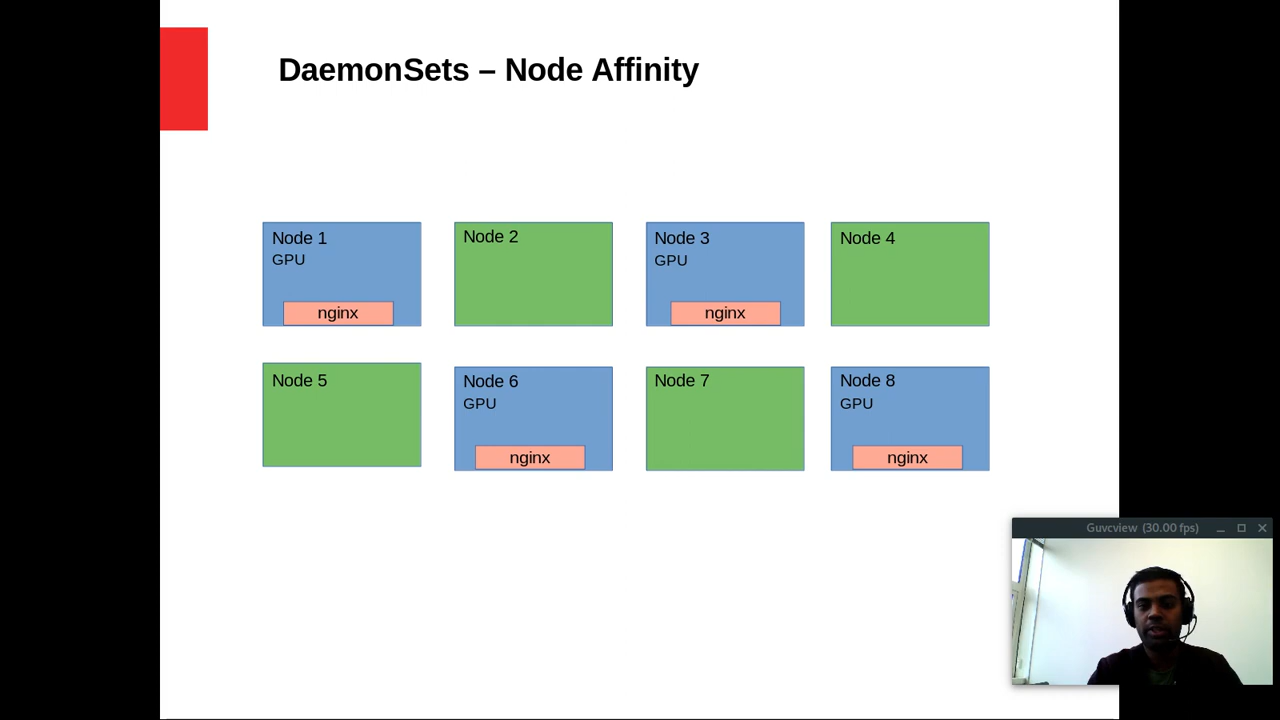 DaemonSets – Node Affinity
Node 1
GPU
nginx
Node 2
Node 3
GPU
nginx
Node 4
Node 5
Node 6
GPU
nginx
Node 7
Node 8
GPU
nginx
Guvcview (30.00 fps)